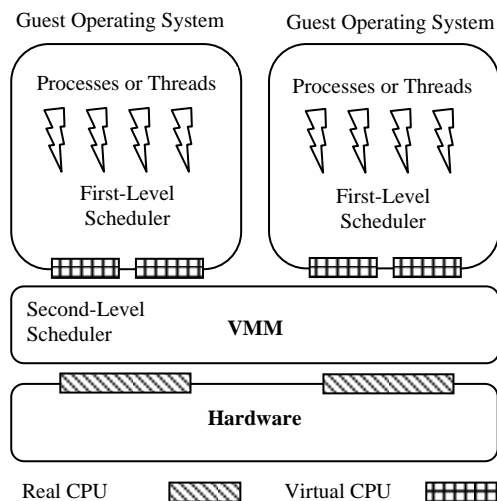 Guest Operating System
Guest Operating System
Processes or Threads
Processes or Threads
First-Level
Scheduler
First-Level
Scheduler
Second-Level
Scheduler
VMM
Hardware
Real CPU
Virtual CPU